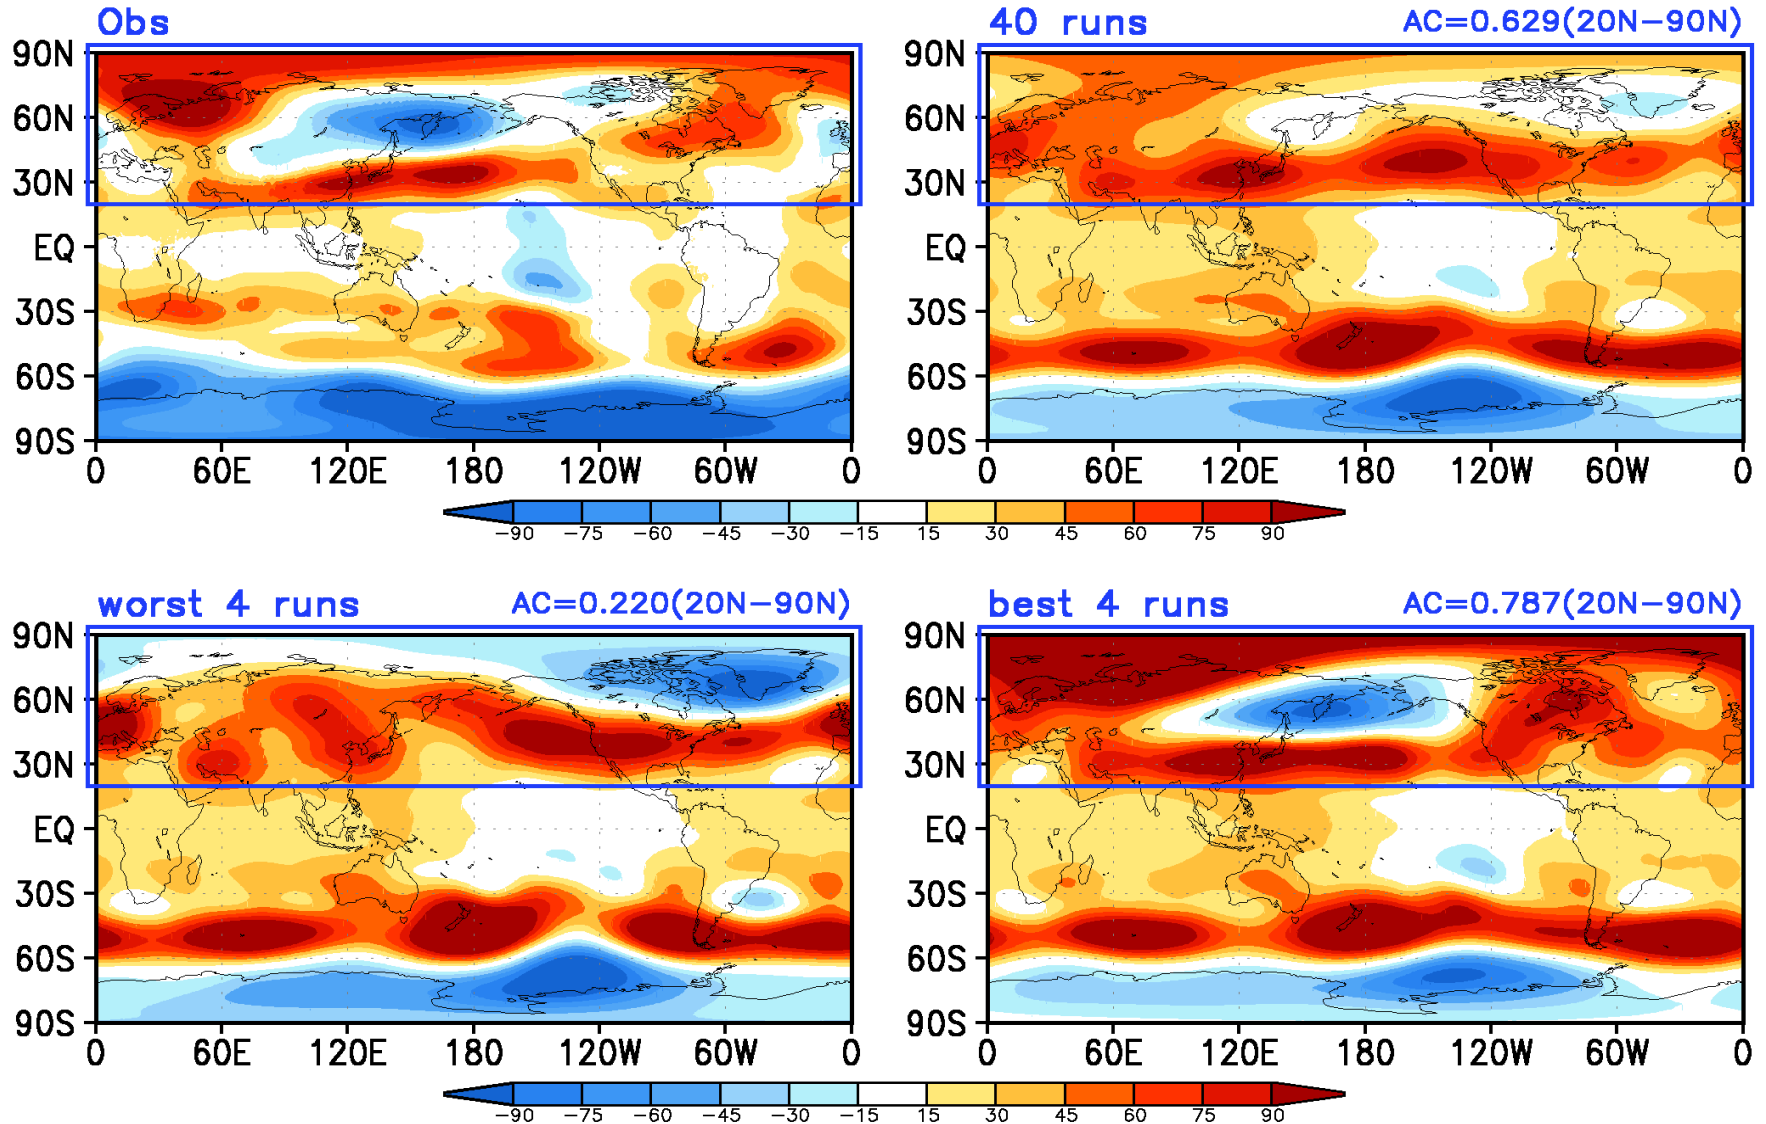 Obs
40 runs AC=0.629(20N−90N)
90N 90N
60N 60N
30N 30N
EQ EQ
30S 30S
60S 60S
90S 90S
0 60E 120E 180 120W 60W 0 0 60E 120E 180 120W 60W 0
−90 −75 −60 −45 −30 −15 15 30 45 60 75 90
worst 4 runs AC=0.220(20N−90N)
best 4 runs AC=0.787(20N−90N)
90N 90N
60N 60N
30N 30N
EQ EQ
30S 30S
60S 60S
90S 90S
0 60E 120E 180 120W 60W 0 0 60E 120E 180 120W 60W 0
−90 −75 −60 −45 −30 −15 15 30 45 60 75 90